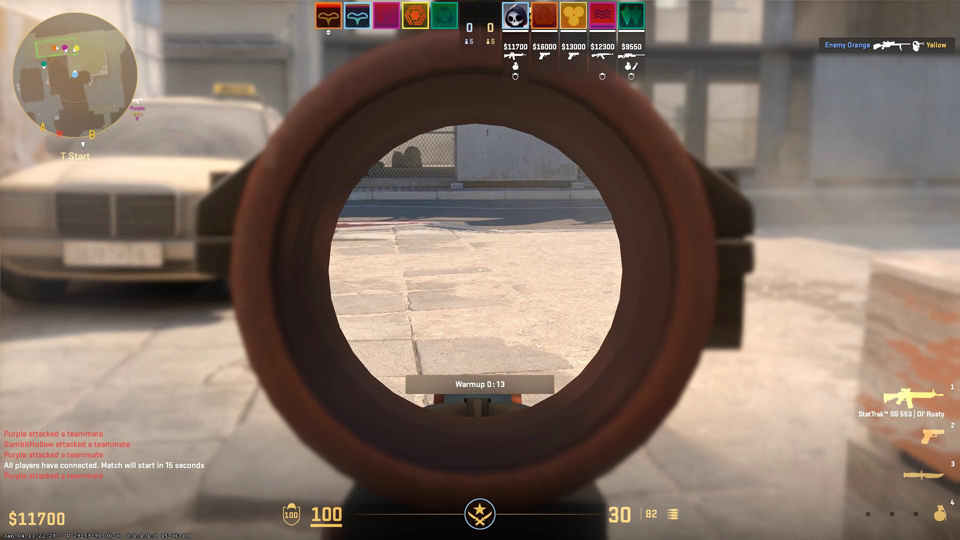 0 0
5 5
$11700 $16000 $13000 $12300 $9550
Enemy Orange Yellow
Purple
A
B
T Start
Warmup 0:13
1
StatTrak™ SG 553 | Ol' Rusty
2
3
4
Purple attacked a teammate
GambitHollow attacked a teammate
Purple attacked a teammate
All players have connected. Match will start in 15 seconds
Purple attacked a teammate
$11700
100 100
30 | 82